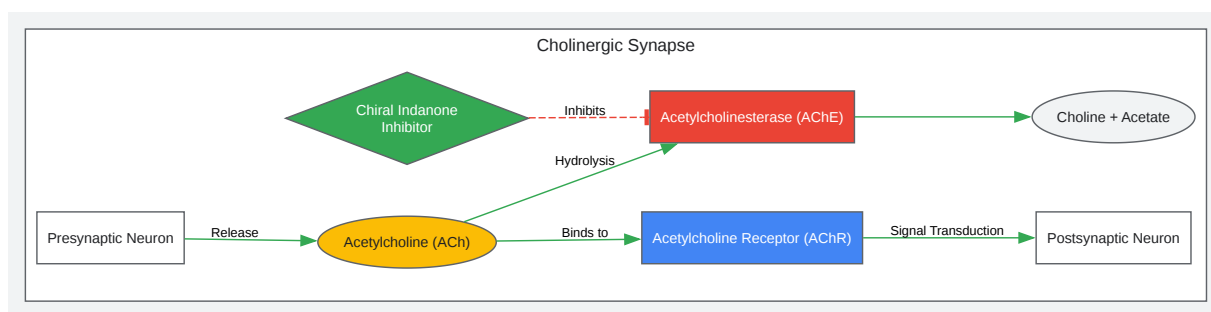 Cholinergic Synapse
Chiral Indanone
Inhibitor
Inhibits
Acetylcholinesterase (AChE)
Choline + Acetate
Hydrolysis
Presynaptic Neuron
Release
Acetylcholine (ACh)
Binds to
Acetylcholine Receptor (AChR)
Signal Transduction
Postsynaptic Neuron